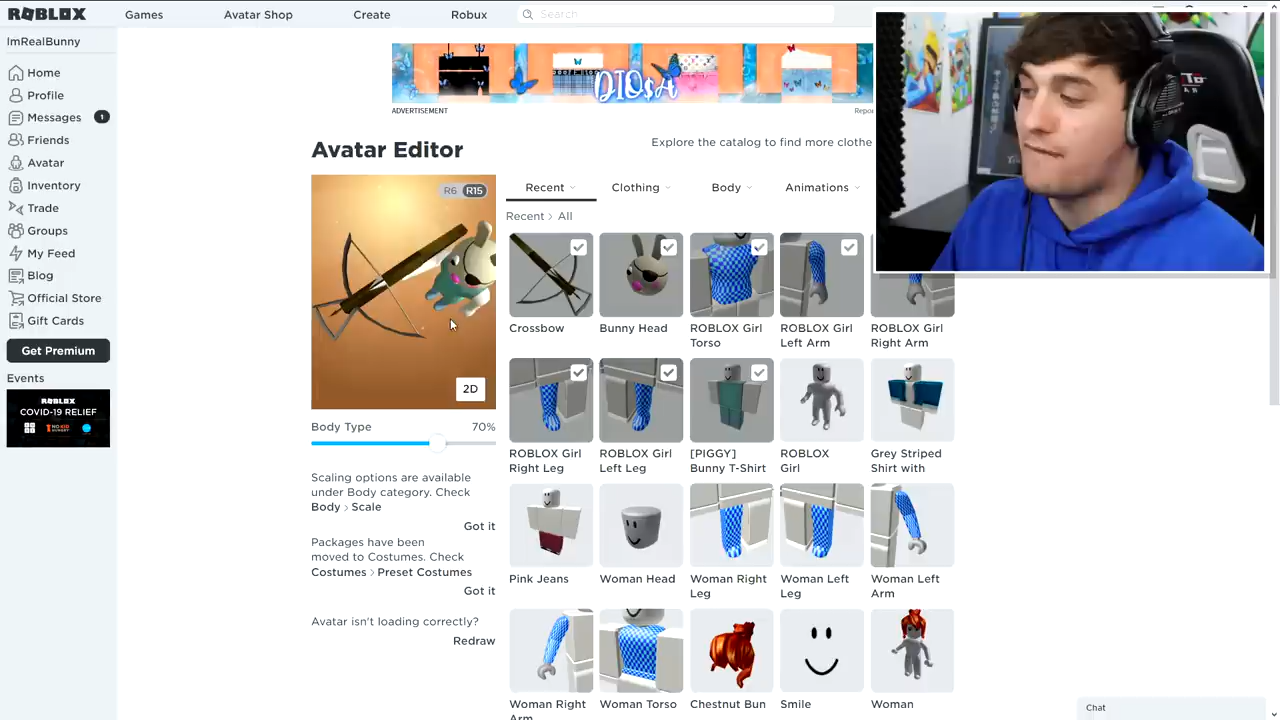 ROBLOX
Games
Avatar Shop
Create
Robux
Search
ImRealBunny
Home
Profile
Messages
1
Friends
Avatar
Inventory
Trade
Groups
My Feed
Blog
Official Store
Gift Cards
Get Premium
Events
ROBLOX
COVID-19 RELIEF
DIO$A
ADVERTISEMENT
Repor
Avatar Editor
Explore the catalog to find more clothe
R6
R15
2D
Body Type
70%
Scaling options are available
under Body category. Check
Body > Scale
Got it
Packages have been
moved to Costumes. Check
Costumes > Preset Costumes
Got it
Avatar isn't loading correctly?
Redraw
Recent
Clothing
Body
Animations
Recent > All
Crossbow
Bunny Head
ROBLOX Girl
Torso
ROBLOX Girl
Left Arm
ROBLOX Girl
Right Arm
ROBLOX Girl
Right Leg
ROBLOX Girl
Left Leg
[PIGGY]
Bunny T-Shirt
ROBLOX
Girl
Grey Striped
Shirt with
Pink Jeans
Woman Head
Woman Right
Leg
Woman Left
Leg
Woman Left
Arm
Woman Right
Arm
Woman Torso
Chestnut Bun
Smile
Woman
Chat